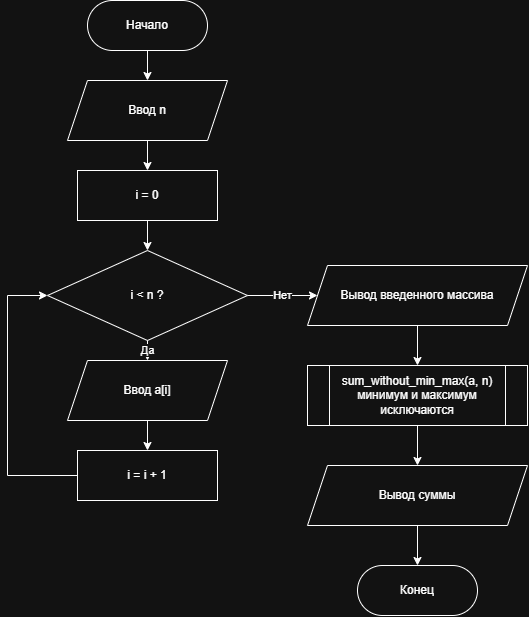 Начало
Ввод n
i = 0
i < n ?
Да
Ввод a[i]
i = i + 1
Нет
Вывод введенного массива
sum_without_min_max(a, n)
минимум и максимум
исключаются
Вывод суммы
Конец